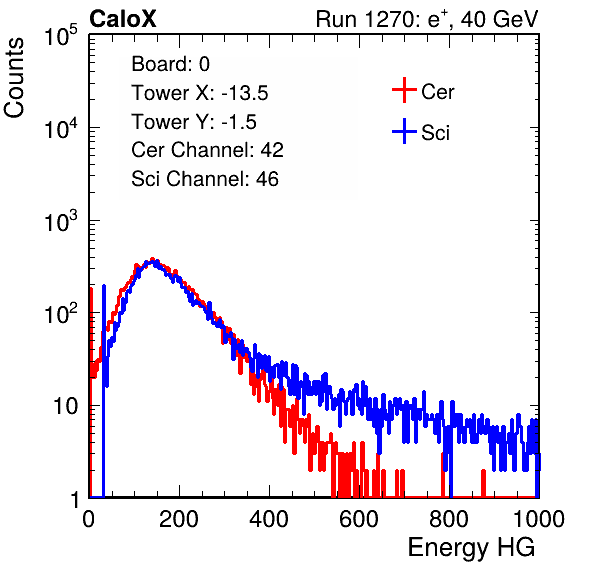 CaloX Run 1270: e⁺, 40 GeV
Counts
Board: 0
Tower X: -13.5
Tower Y: -1.5
Cer Channel: 42
Sci Channel: 46
Cer
Sci
10⁵
10⁴
10³
10²
10
1
0 200 400 600 800 1000
Energy HG